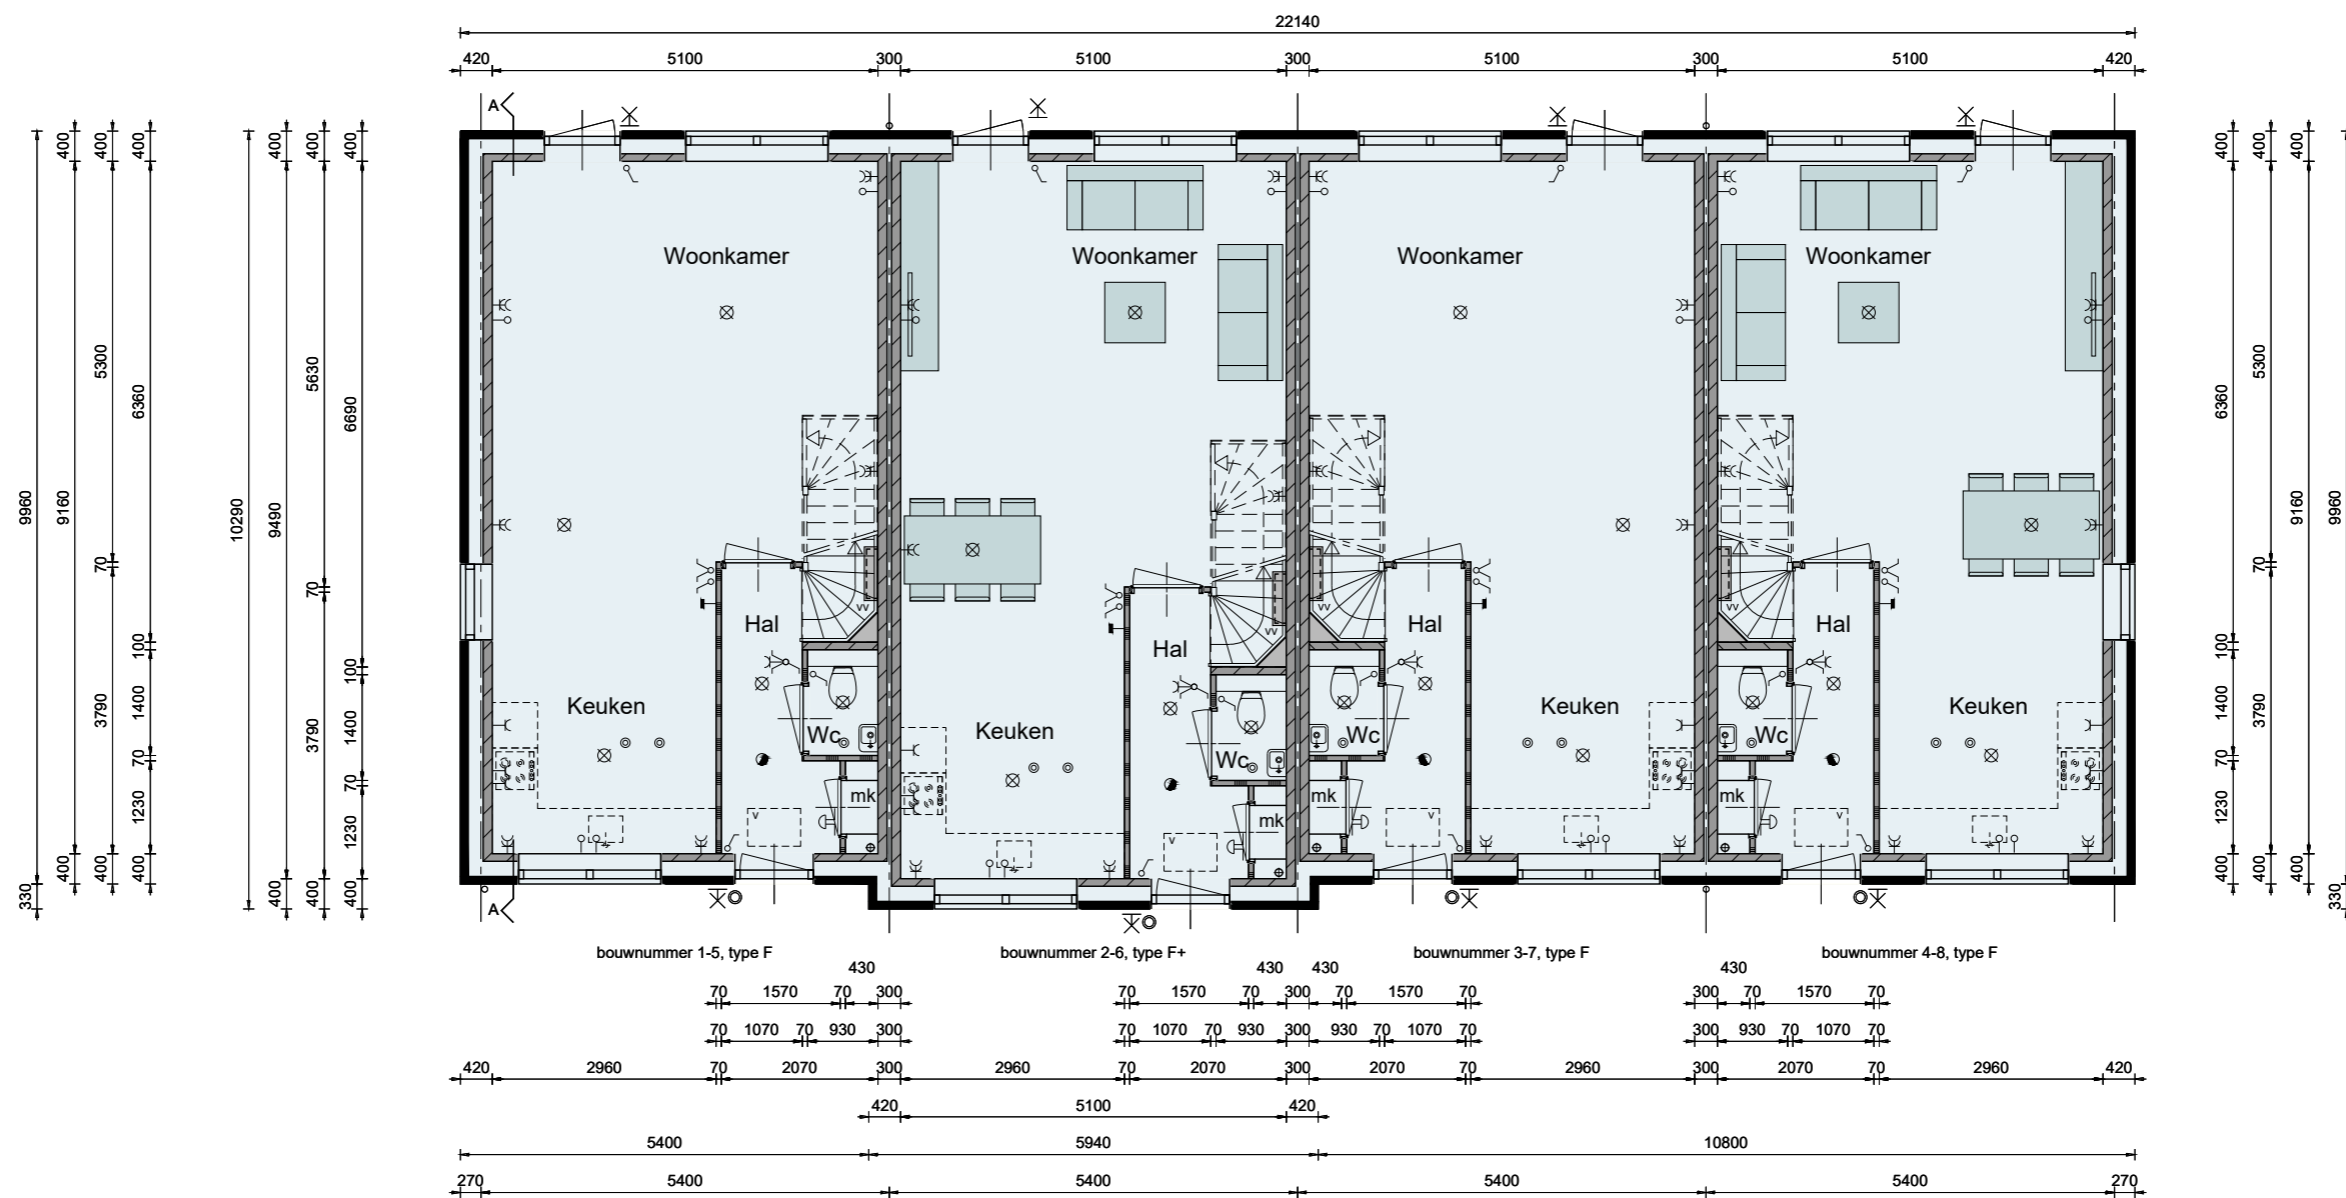 22140
420 5100 300 5100 300 5100 300 5100 420
A
400 400 400 400 400 400 400 400 400 400
Woonkamer Woonkamer Woonkamer Woonkamer
9960 9160 5300 6360 10290 9490 5630 6690
6360 5300 9160 9960
70 70 70
vv vv vv vv
Hal Hal Hal Hal
100 100 100
3790 1400 3790 1400 1400 3790
Keuken Keuken Keuken Keuken
Wc Wc Wc Wc
70 70 70
mk mk mk mk
1230 1230 1230
v v v v
330 400 400 400 400 400 400 400 400 400 330
A
bouwnummer 1-5, type F bouwnummer 2-6, type F+ bouwnummer 3-7, type F bouwnummer 4-8, type F
430 430 430 430
70 1570 70 300 70 1570 70 300 70 1570 70 300 70 1570 70
70 1070 70 930 300 70 1070 70 930 300 930 70 1070 70 300 930 70 1070 70
420 2960 70 2070 300 2960 70 2070 300 2070 70 2960 300 2070 70 2960 420
420 5100 420
5400 5940 10800
270 5400 5400 5400 5400 270